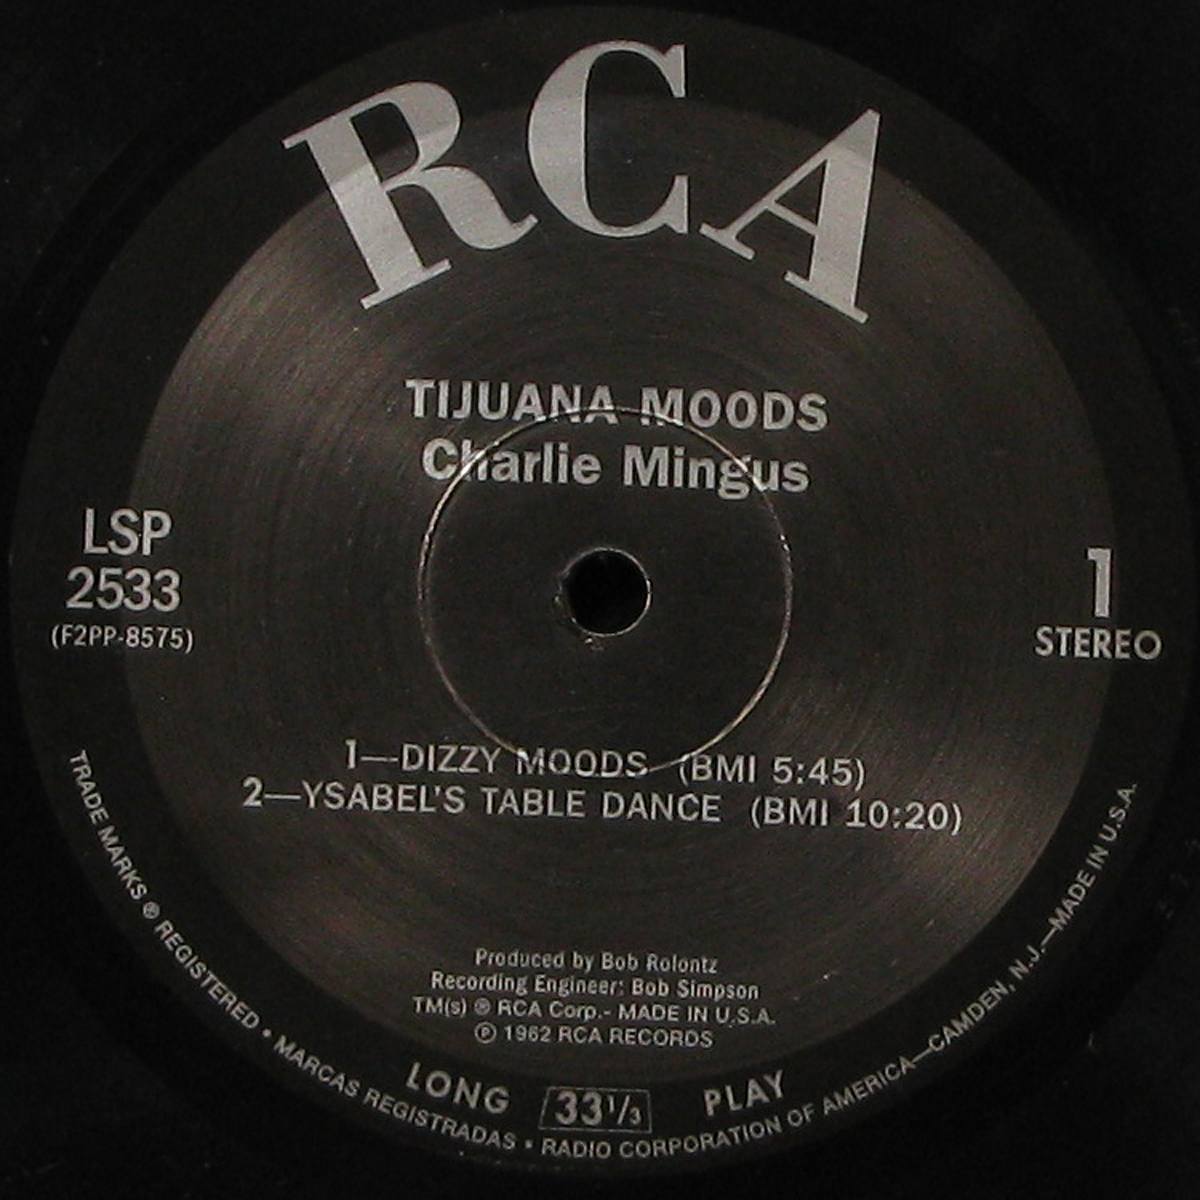 RCA
TIJUANA MOODS
Charlie Mingus
LSP
2533
(F2PP-8575)
1
STEREO
1—DIZZY MOODS (BMI 5:45)
2—YSABEL'S TABLE DANCE (BMI 10:20)
Produced by Bob Rolontz
Recording Engineer: Bob Simpson
TM(s) ® RCA Corp.- MADE IN U.S.A.
℗ 1962 RCA RECORDS
LONG 33 1/3 PLAY
TRADE MARKS ® REGISTERED • MARCAS REGISTRADAS • RADIO CORPORATION OF AMERICA—CAMDEN, N.J.—MADE IN U.S.A.